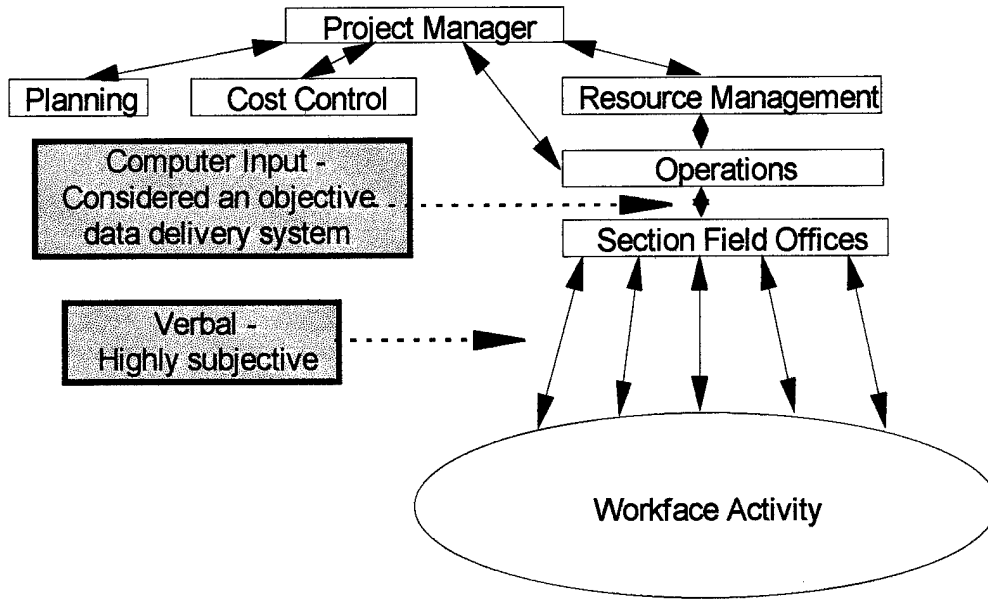 Project Manager
Planning
Cost Control
Resource Management
Computer Input -
Considered an objective
data delivery system
Operations
Section Field Offices
Verbal -
Highly subjective
Workface Activity